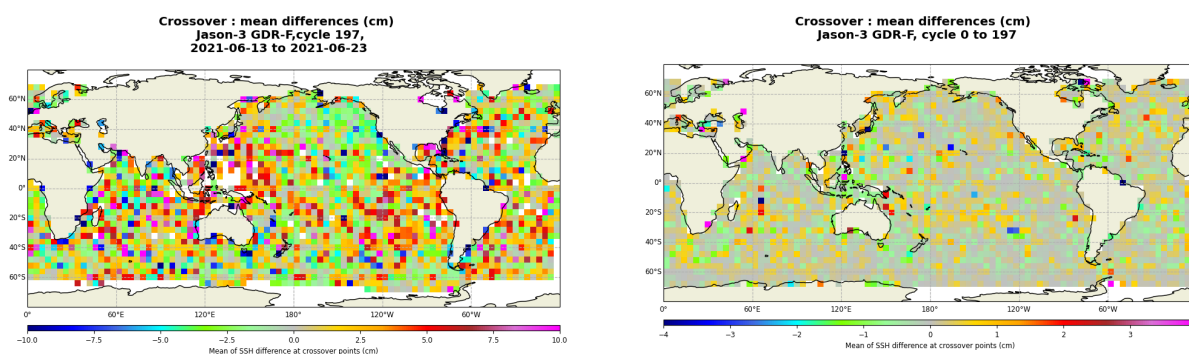 Crossover : mean differences (cm)
Jason-3 GDR-F,cycle 197,
2021-06-13 to 2021-06-23
60°N
40°N
20°N
0°
20°S
40°S
60°S
0°
60°E
120°E
180°
120°W
60°W
−10.0
−7.5
−5.0
−2.5
0.0
2.5
5.0
7.5
10.0
Mean of SSH difference at crossover points (cm)
Crossover : mean differences (cm)
Jason-3 GDR-F, cycle 0 to 197
60°N
40°N
20°N
0°
20°S
40°S
60°S
0°
60°E
120°E
180°
120°W
60°W
−4
−3
−2
−1
0
1
2
3
Mean of SSH difference at crossover points (cm)